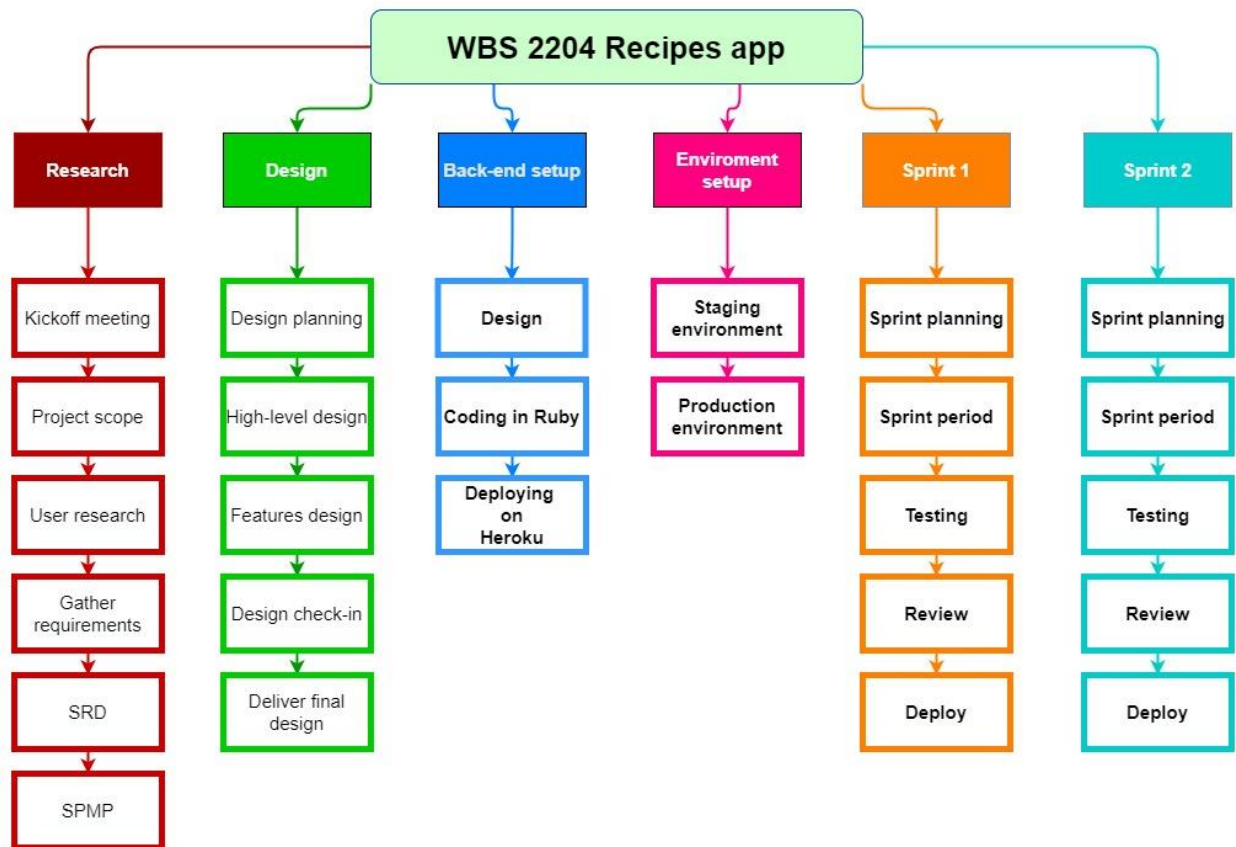 WBS 2204 Recipes app
Research
Design
Back-end setup
Enviroment
setup
Sprint 1
Sprint 2
Kickoff meeting
Project scope
User research
Gather
requirements
SRD
SPMP
Design planning
High-level design
Features design
Design check-in
Deliver final
design
Design
Coding in Ruby
Deploying
on
Heroku
Staging
environment
Production
environment
Sprint planning
Sprint period
Testing
Review
Deploy
Sprint planning
Sprint period
Testing
Review
Deploy